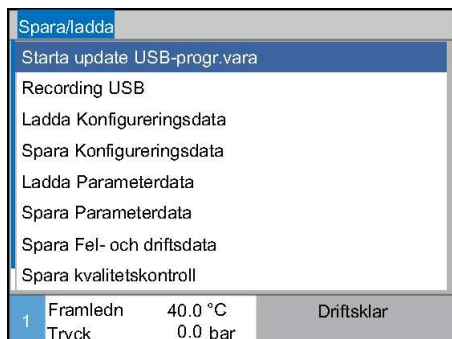 Spara/ladda
Starta update USB-progr.vara
Recording USB
Ladda Konfigureringsdata
Spara Konfigureringsdata
Ladda Parameterdata
Spara Parameterdata
Spara Fel- och driftsdata
Spara kvalitetskontroll
1 Framledn 40.0 °C Driftsklar
Tryck 0.0 bar